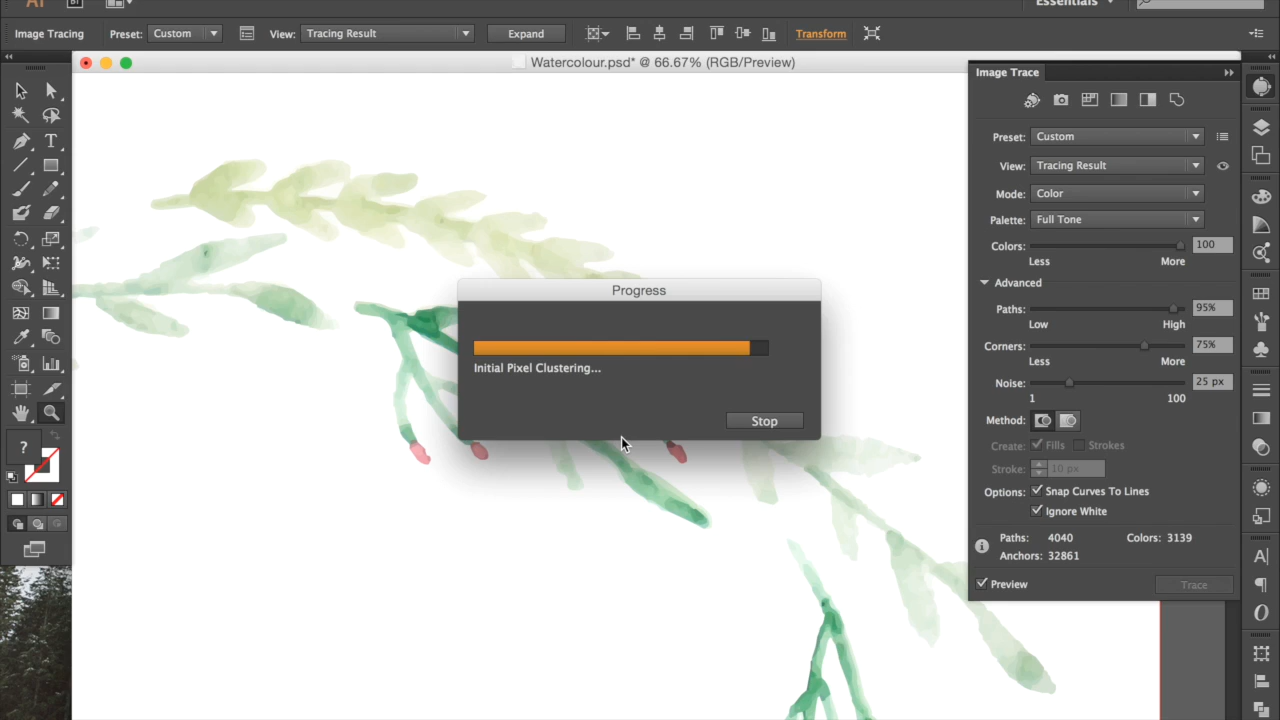 Ai Br Essentials
Image Tracing Preset: Custom View: Tracing Result Expand Transform
Watercolour.psd* @ 66.67% (RGB/Preview)
Image Trace
Preset: Custom
View: Tracing Result
Mode: Color
Palette: Full Tone
Colors: 100
Less More
Advanced
Paths: 95%
Low High
Corners: 75%
Less More
Noise: 25 px
1 100
Method:
Create: Fills Strokes
Stroke: 10 px
Options: Snap Curves To Lines
Ignore White
Paths: 4040 Colors: 3139
Anchors: 32861
Preview Trace
Progress
Initial Pixel Clustering...
Stop